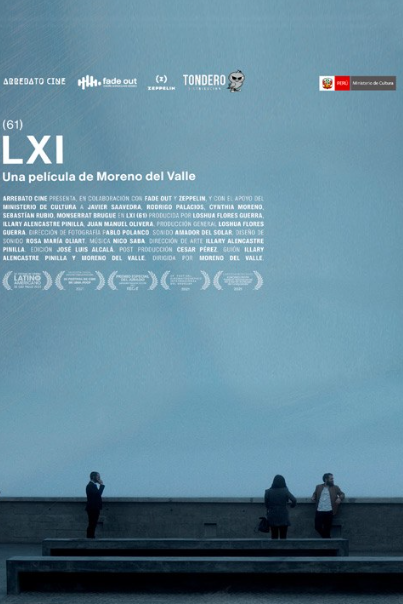 ARREBATO CINE
fade out
(z)
ZEPPELIN
TONDERO
PERÚ
Ministerio de Cultura
(61)
LXI
Una película de Moreno del Valle
ARREBATO CINE PRESENTA, EN COLABORACIÓN CON FADE OUT Y ZEPPELIN, Y CON EL APOYO DEL
MINISTERIO DE CULTURA A JAVIER SAAVEDRA, RODRIGO PALACIOS, CYNTHIA MORENO,
SEBASTIÁN RUBIO, MONSERRAT BRUGUE EN LXI (61) PRODUCIDA POR LOSHUA FLORES GUERRA,
ILLARY ALENCASTRE PINILLA, JUAN MANUEL OLIVERA, PRODUCCIÓN GENERAL LOSHUA FLORES
GUERRA DIRECCIÓN DE FOTOGRAFÍA FABLO POLANCO SONIDO AMADOR DEL SOLAR, DISEÑO DE
SONIDO ROSA MARÍA OLIART, MÚSICA NICO SABA, DIRECCIÓN DE ARTE ILLARY ALENCASTRE
PINILLA, EDICIÓN JOSÉ LUIS ALCALÁ, POST PRODUCCIÓN CESAR PÉREZ, GUIÓN ILLARY
ALENCASTRE PINILLA Y MORENO DEL VALLE, DIRIGIDA POR MORENO DEL VALLE.
LATINO